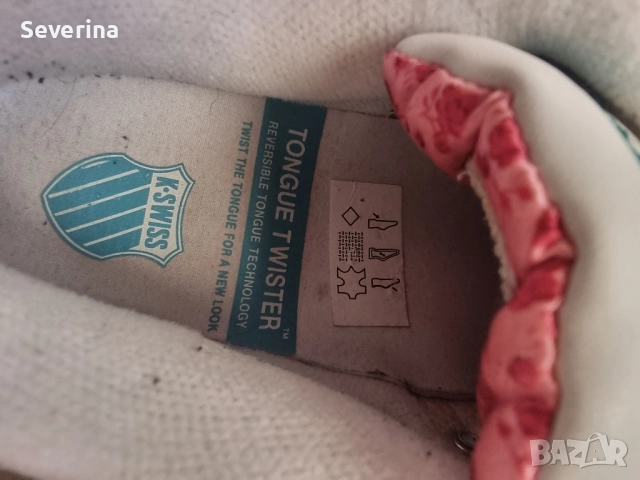 Severina
K·SWISS
TONGUE TWISTER™
REVERSIBLE TONGUE TECHNOLOGY
TWIST THE TONGUE FOR A NEW LOOK
BAZAR